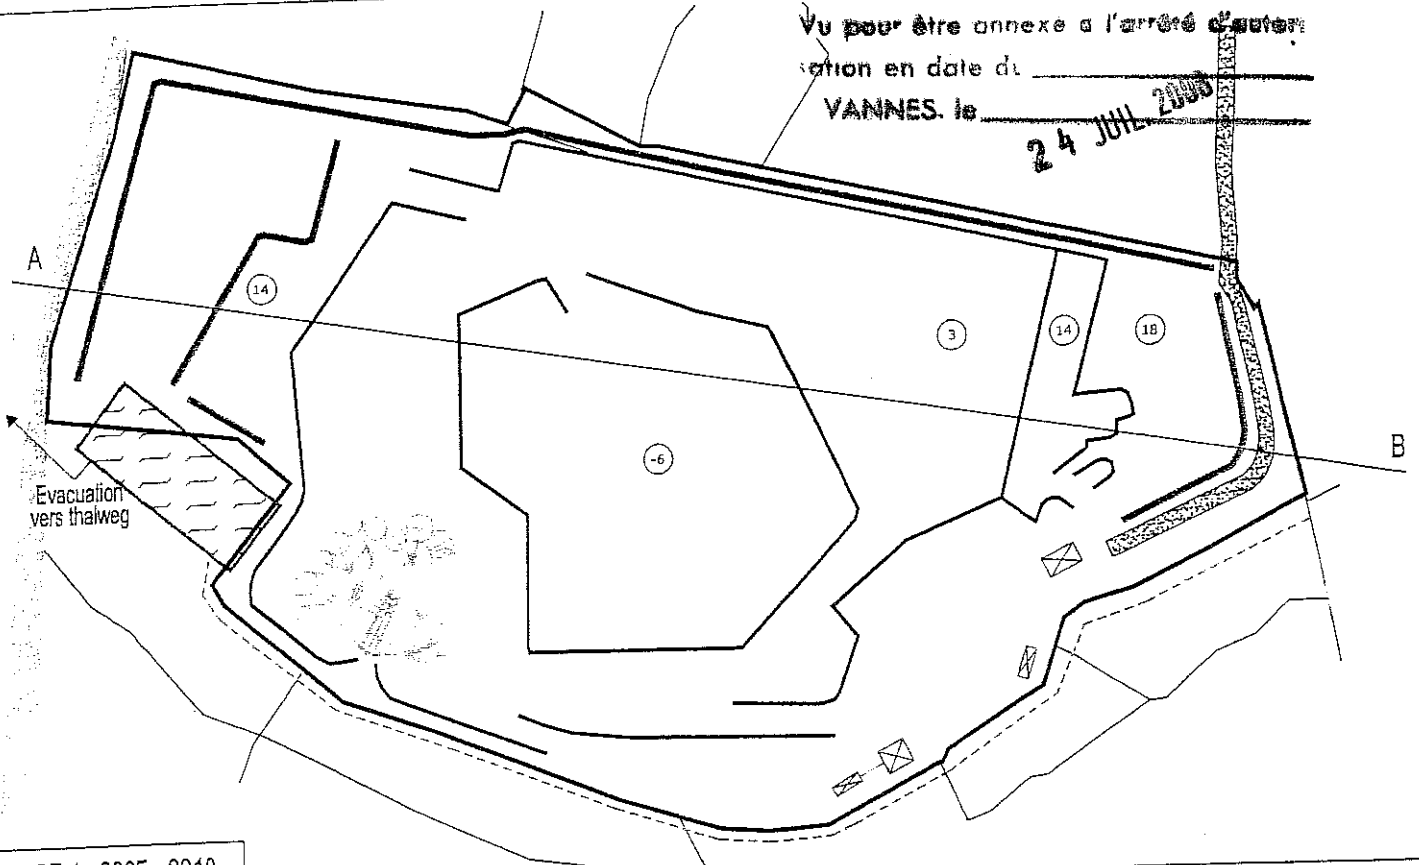 Vu pour être annexé à l'arrêté d'autori
sation en date du
VANNES, le
24 JUIL. 2008
A
14
3
14
18
B
-6
Evacuation
vers thalweg